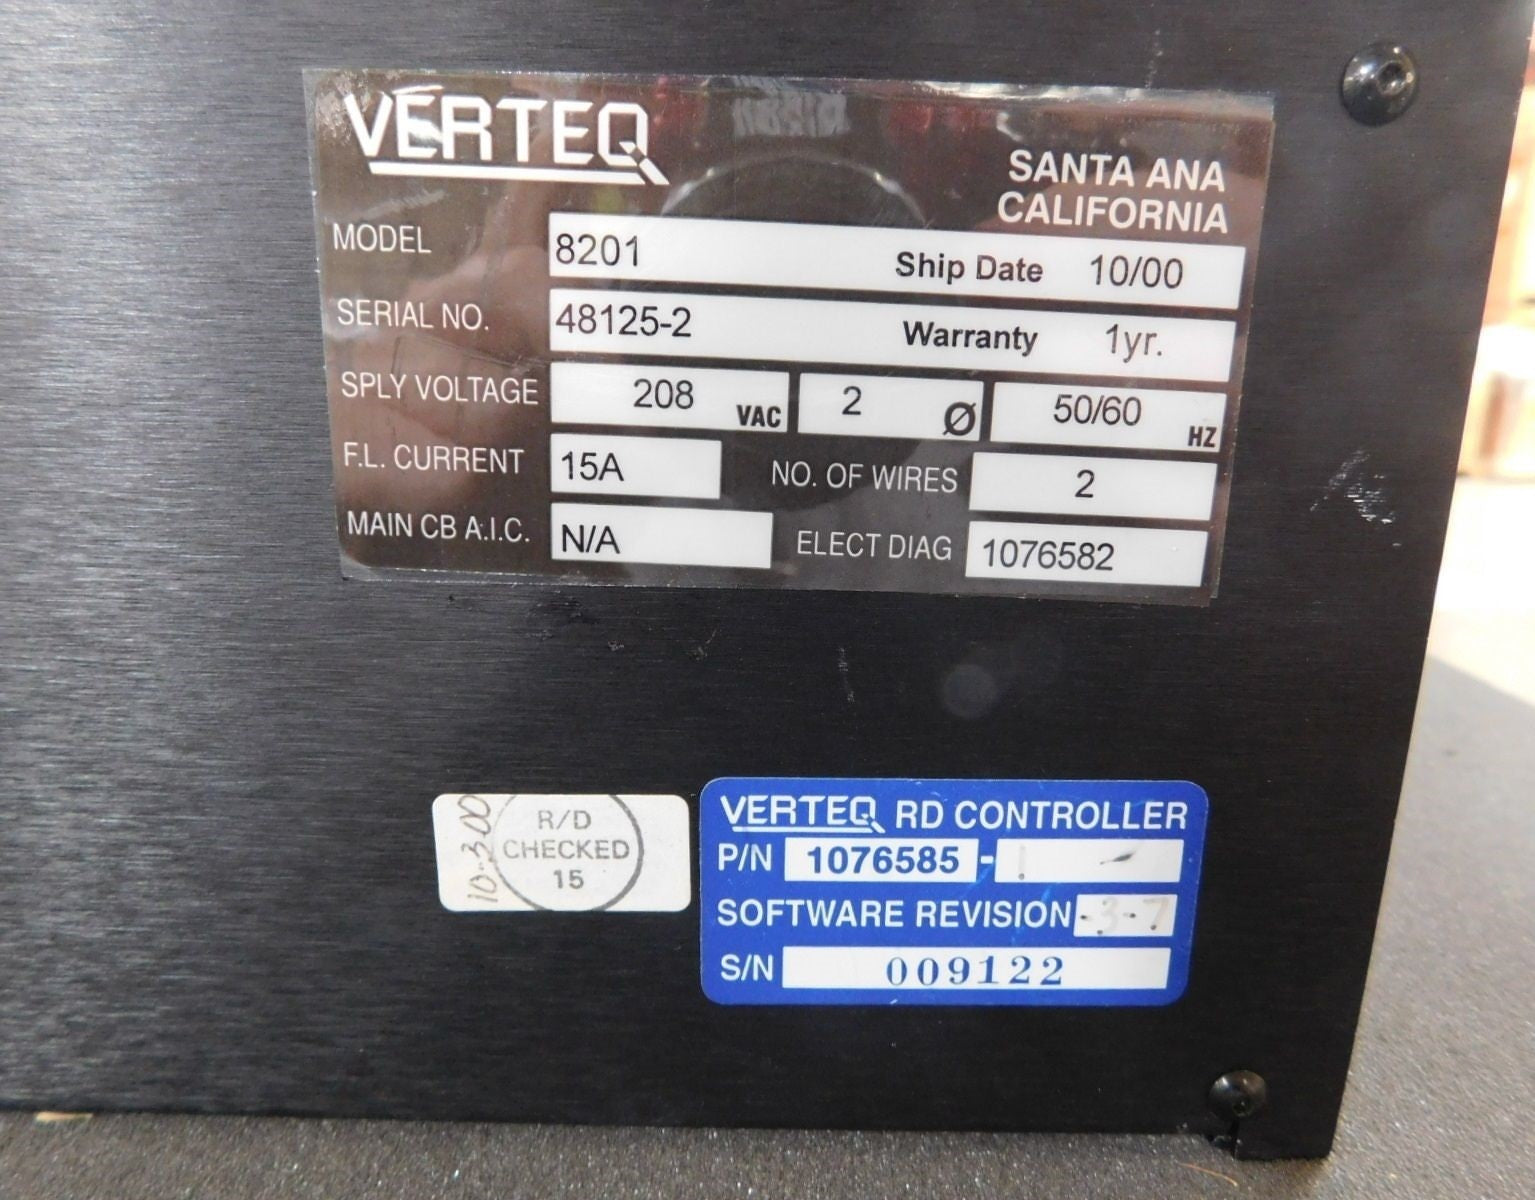 VERTEQ
SANTA ANA
CALIFORNIA
MODEL 8201 Ship Date 10/00
SERIAL NO. 48125-2 Warranty 1yr.
SPLY VOLTAGE 208 VAC 2 Ø 50/60 HZ
F.L. CURRENT 15A NO. OF WIRES 2
MAIN CB A.I.C. N/A ELECT DIAG 1076582
10-3-00
R/D
CHECKED
15
VERTEQ RD CONTROLLER
P/N 1076585-1
SOFTWARE REVISION -3-7
S/N 009122